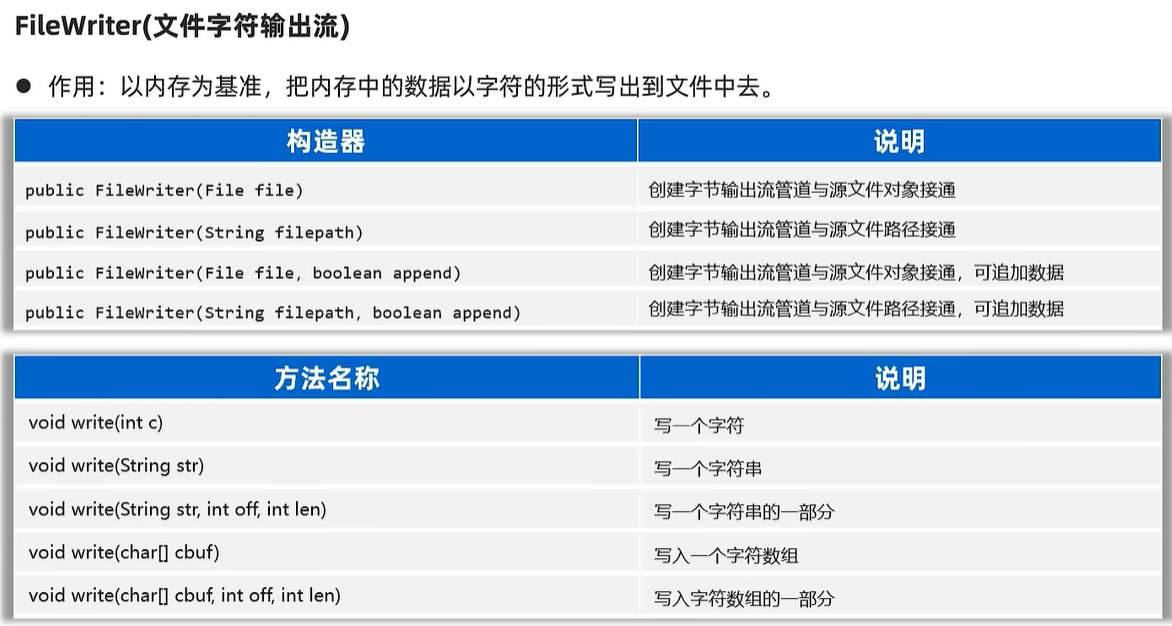 FileWriter(文件字符输出流)
● 作用：以内存为基准，把内存中的数据以字符的形式写出到文件中去。
构造器 说明
public FileWriter(File file) 创建字节输出流管道与源文件对象接通
public FileWriter(String filepath) 创建字节输出流管道与源文件路径接通
public FileWriter(File file, boolean append) 创建字节输出流管道与源文件对象接通，可追加数据
public FileWriter(String filepath, boolean append) 创建字节输出流管道与源文件路径接通，可追加数据
方法名称 说明
void write(int c) 写一个字符
void write(String str) 写一个字符串
void write(String str, int off, int len) 写一个字符串的一部分
void write(char[] cbuf) 写入一个字符数组
void write(char[] cbuf, int off, int len) 写入字符数组的一部分